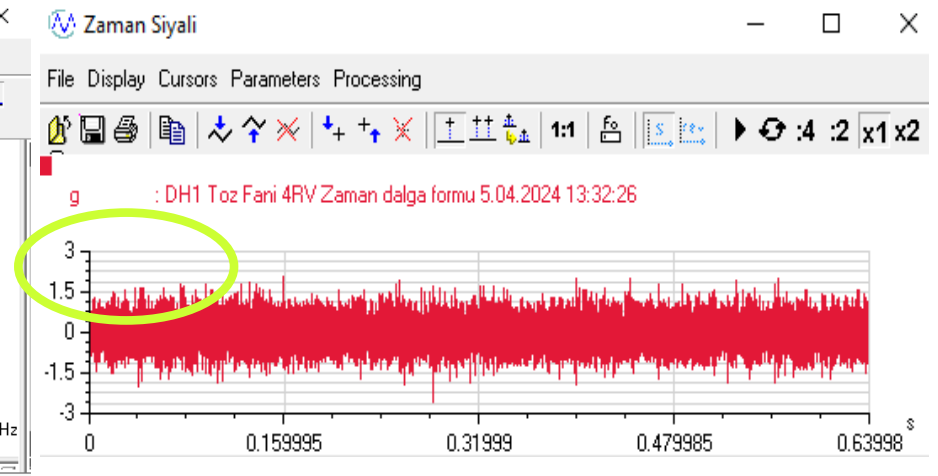 Zaman Siyali
File Display Cursors Parameters Processing
1:1 fo S rev :4 :2 x1 x2
g : DH1 Toz Fani 4RV Zaman dalga formu 5.04.2024 13:32:26
3
1.5
0
-1.5
-3
0 0.159995 0.31999 0.479985 0.63998
s
Hz